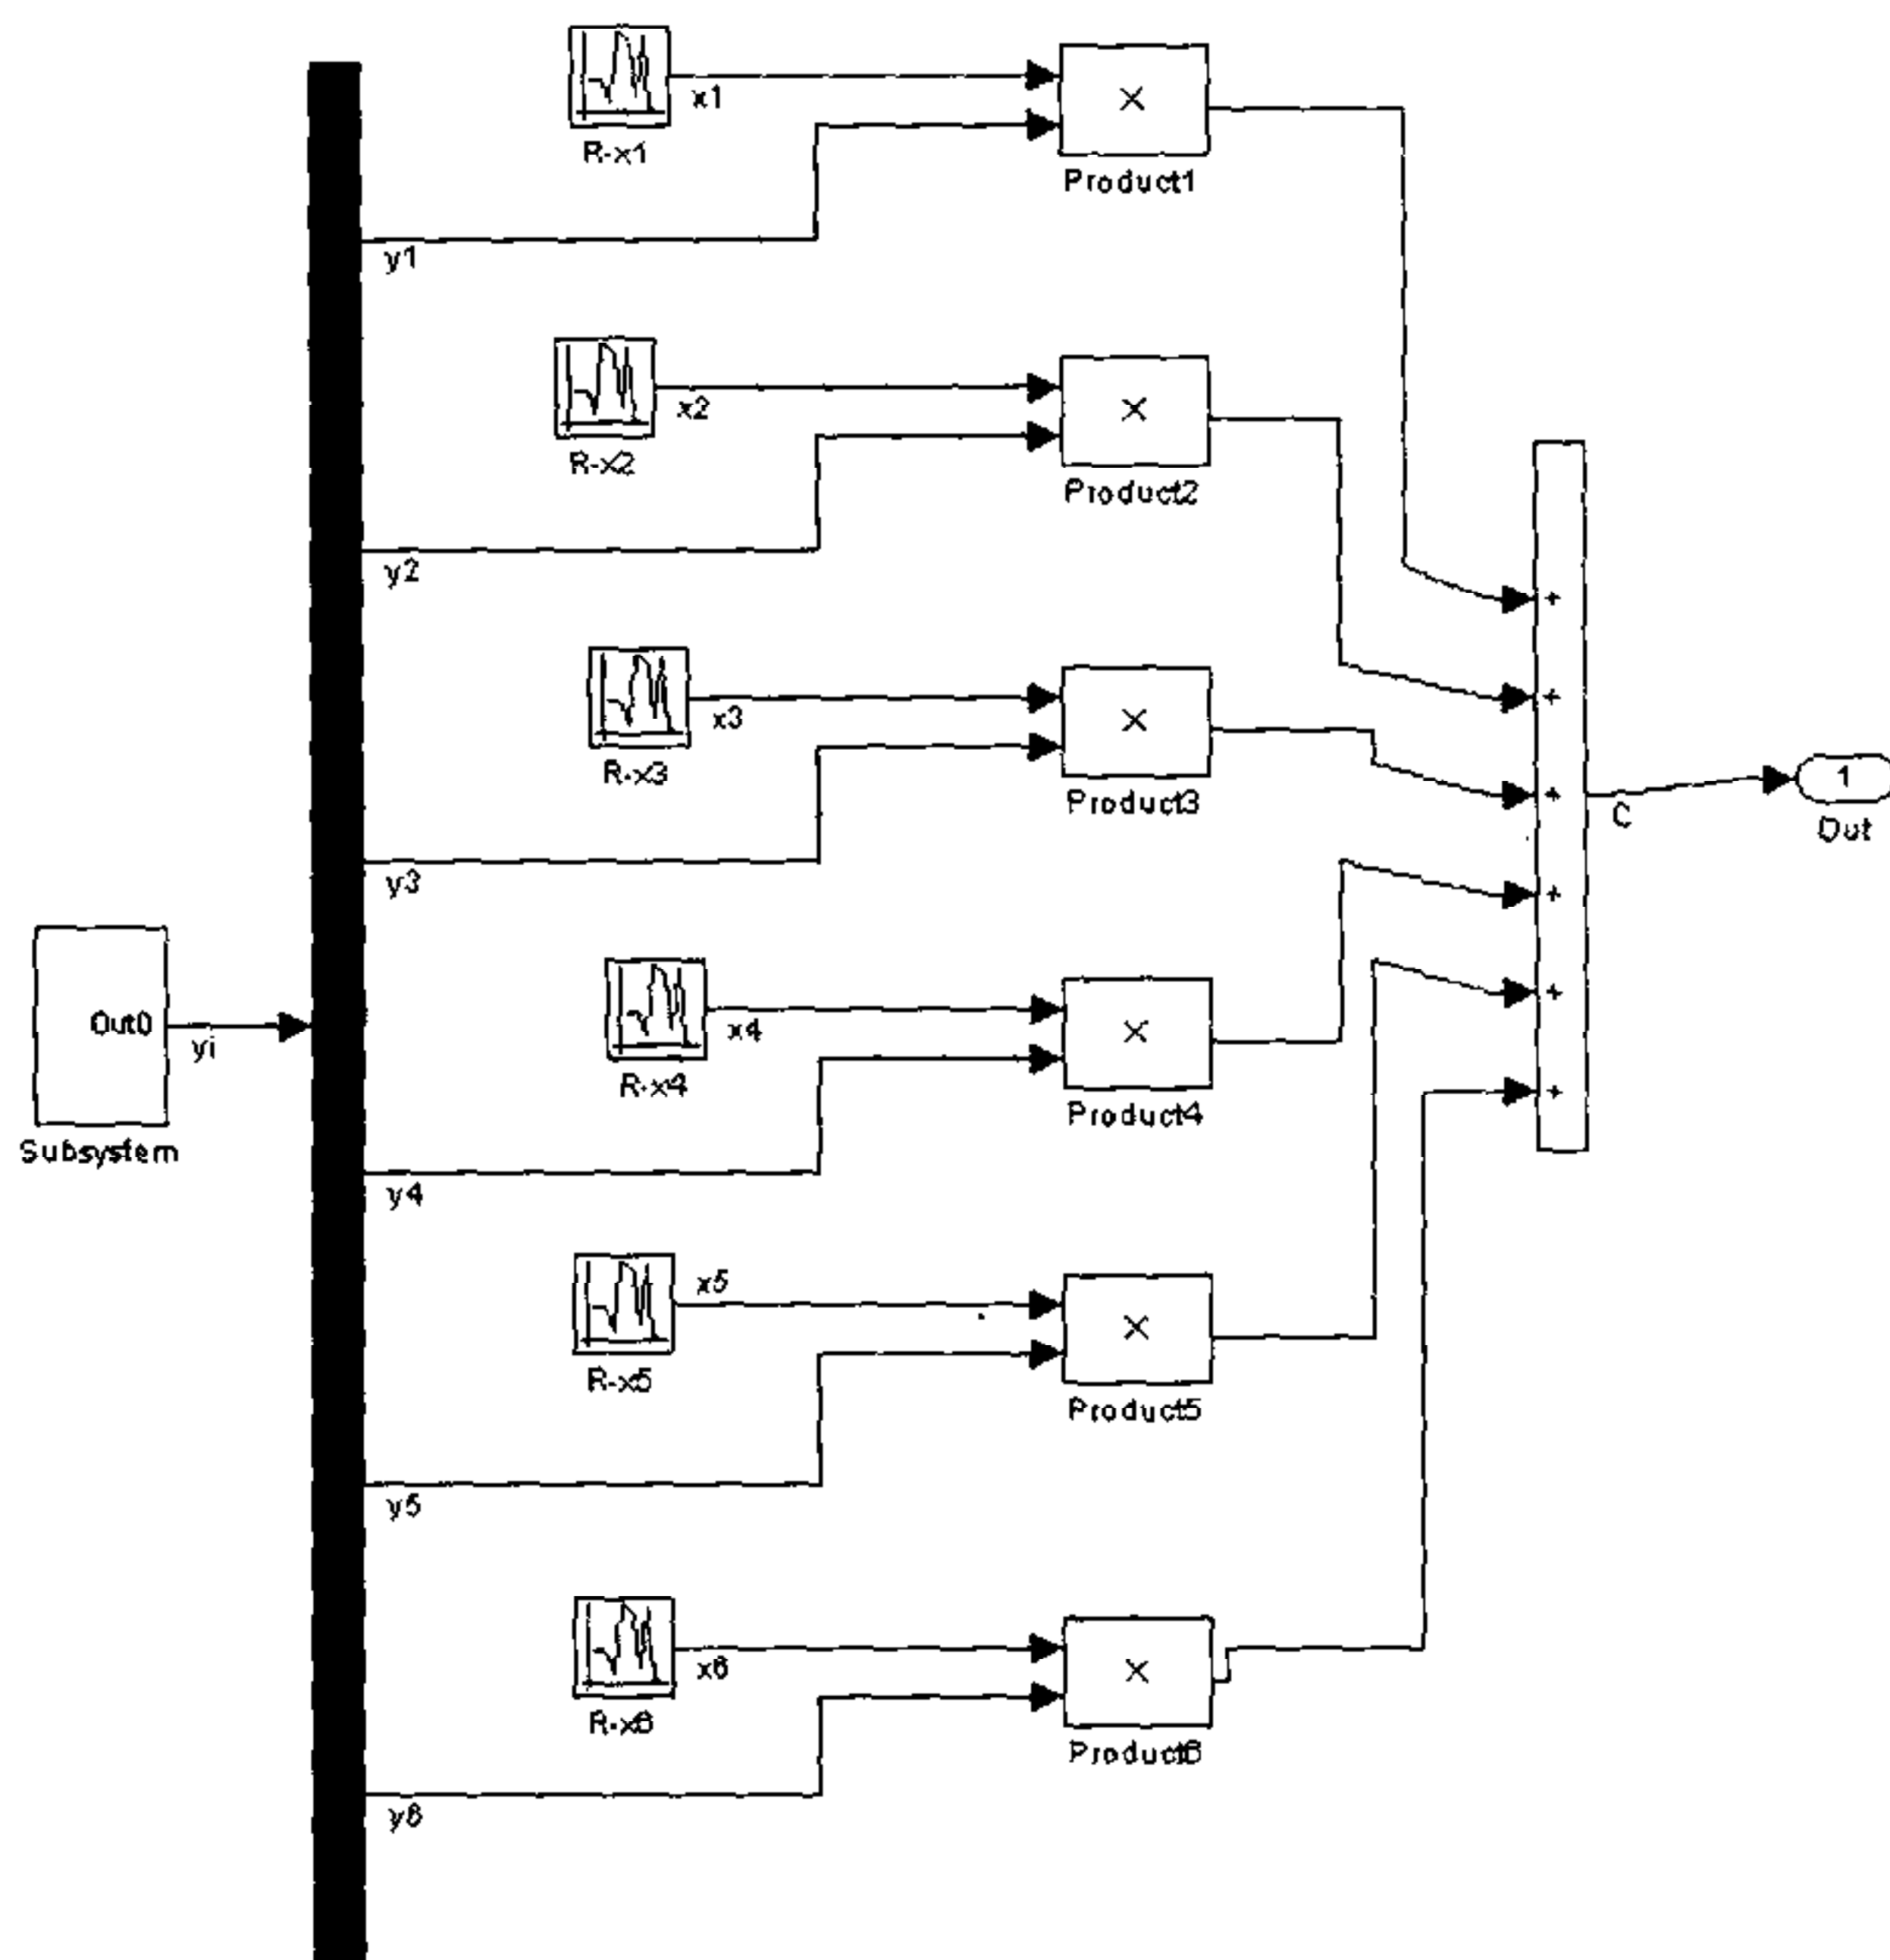 x1
R-x1
Product1
y1
x2
R-x2
Product2
y2
x3
R-x3
Product3
y3
C
1
Out
Out0
yi
Subsystem
x4
R-x4
Product4
y4
x5
R-x5
Product5
y5
x6
R-x6
Product6
y6